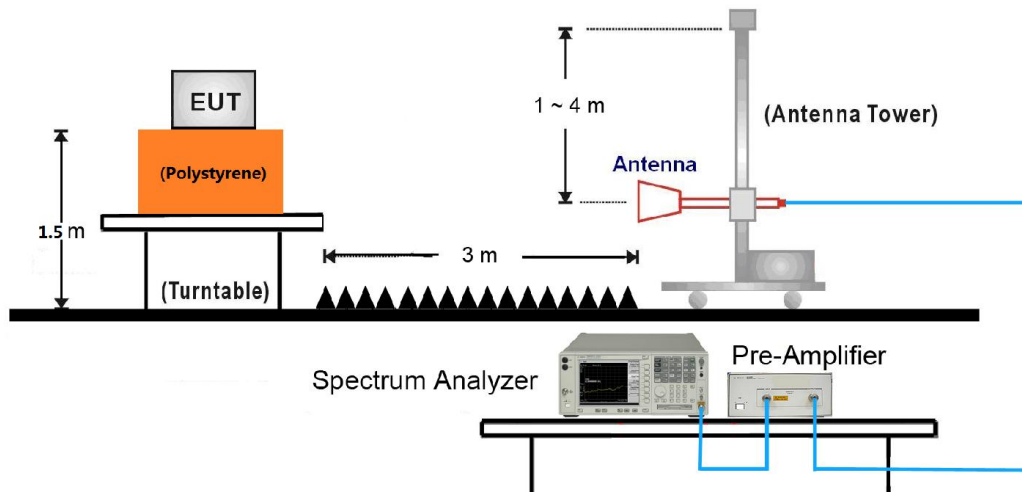 EUT
(Polystyrene)
1.5 m
(Turntable)
3 m
1 ~ 4 m
Antenna
(Antenna Tower)
Spectrum Analyzer
Pre-Amplifier